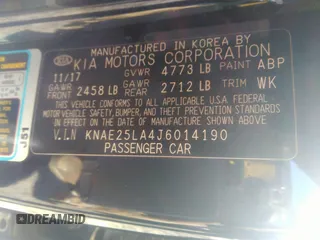 MANUFACTURED IN KOREA BY
KIA KIA MOTORS CORPORATION
11/17 GVWR 4773 LB PAINT ABP
GAWR FRONT 2458 LB GAWR REAR 2712 LB TRIM WK
THIS VEHICLE CONFORMS TO ALL APPLICABLE U.S.A. FEDERAL
MOTOR VEHICLE SAFETY, BUMPER, AND THEFT PREVENTION STANDARDS
IN EFFECT ON THE DATE OF MANUFACTURE SHOWN ABOVE.
V.I.N KNAE25LA4J6014190
PASSENGER CAR
J51
© DREAMBID